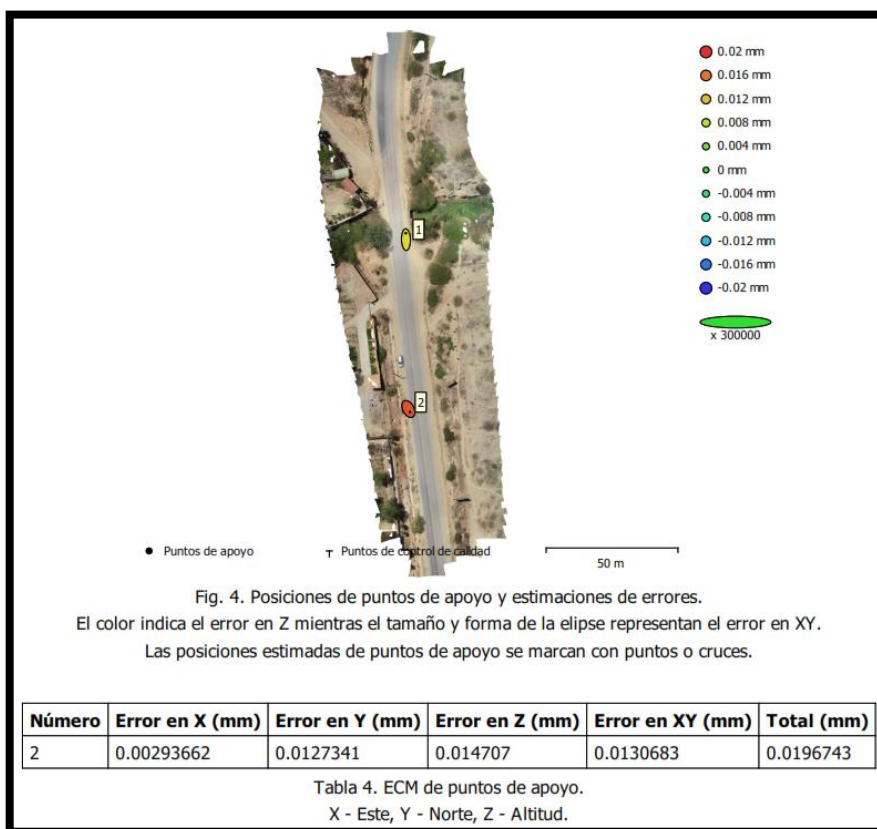 0.02 mm
0.016 mm
0.012 mm
0.008 mm
0.004 mm
0 mm
-0.004 mm
-0.008 mm
-0.012 mm
-0.016 mm
-0.02 mm
x 300000
1
2
Puntos de apoyo
Puntos de control de calidad
50 m
Fig. 4. Posiciones de puntos de apoyo y estimaciones de errores.
El color indica el error en Z mientras el tamaño y forma de la elipse representan el error en XY.
Las posiciones estimadas de puntos de apoyo se marcan con puntos o cruces.
Número Error en X (mm) Error en Y (mm) Error en Z (mm) Error en XY (mm) Total (mm)
2 0.00293662 0.0127341 0.014707 0.0130683 0.0196743
Tabla 4. ECM de puntos de apoyo.
X - Este, Y - Norte, Z - Altitud.